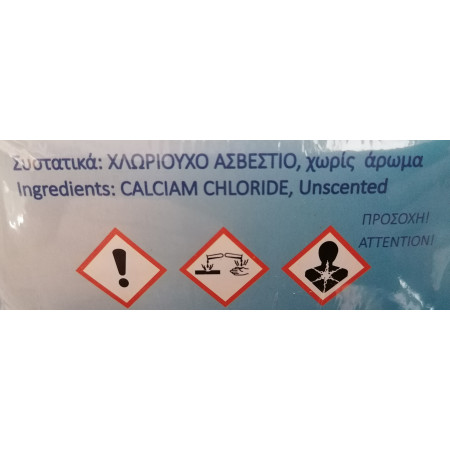 Συστατικά: ΧΛΩΡΙΟΥΧΟ ΑΣΒΕΣΤΙΟ, χωρίς άρωμα
Ingredients: CALCIAM CHLORIDE, Unscented
ΠΡΟΣΟΧΗ!
ATTENTION!